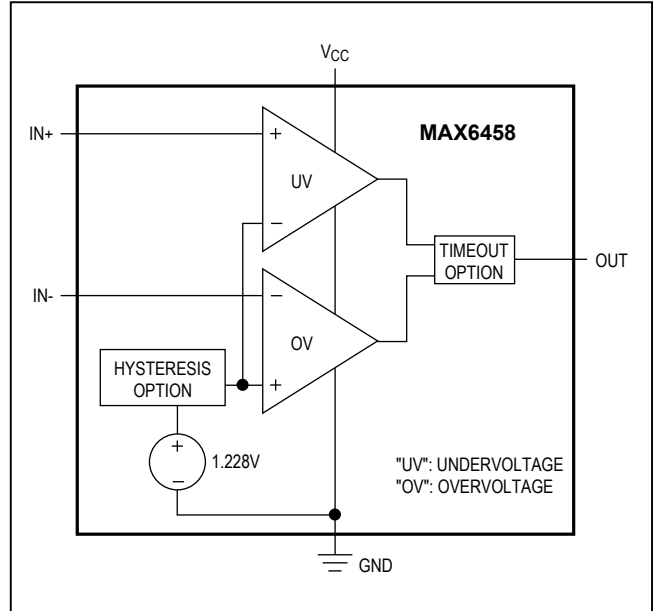 VCC
MAX6458
IN+
+
UV
−
TIMEOUT
OPTION
OUT
IN-
−
OV
+
HYSTERESIS
OPTION
+
−
1.228V
"UV": UNDERVOLTAGE
"OV": OVERVOLTAGE
GND